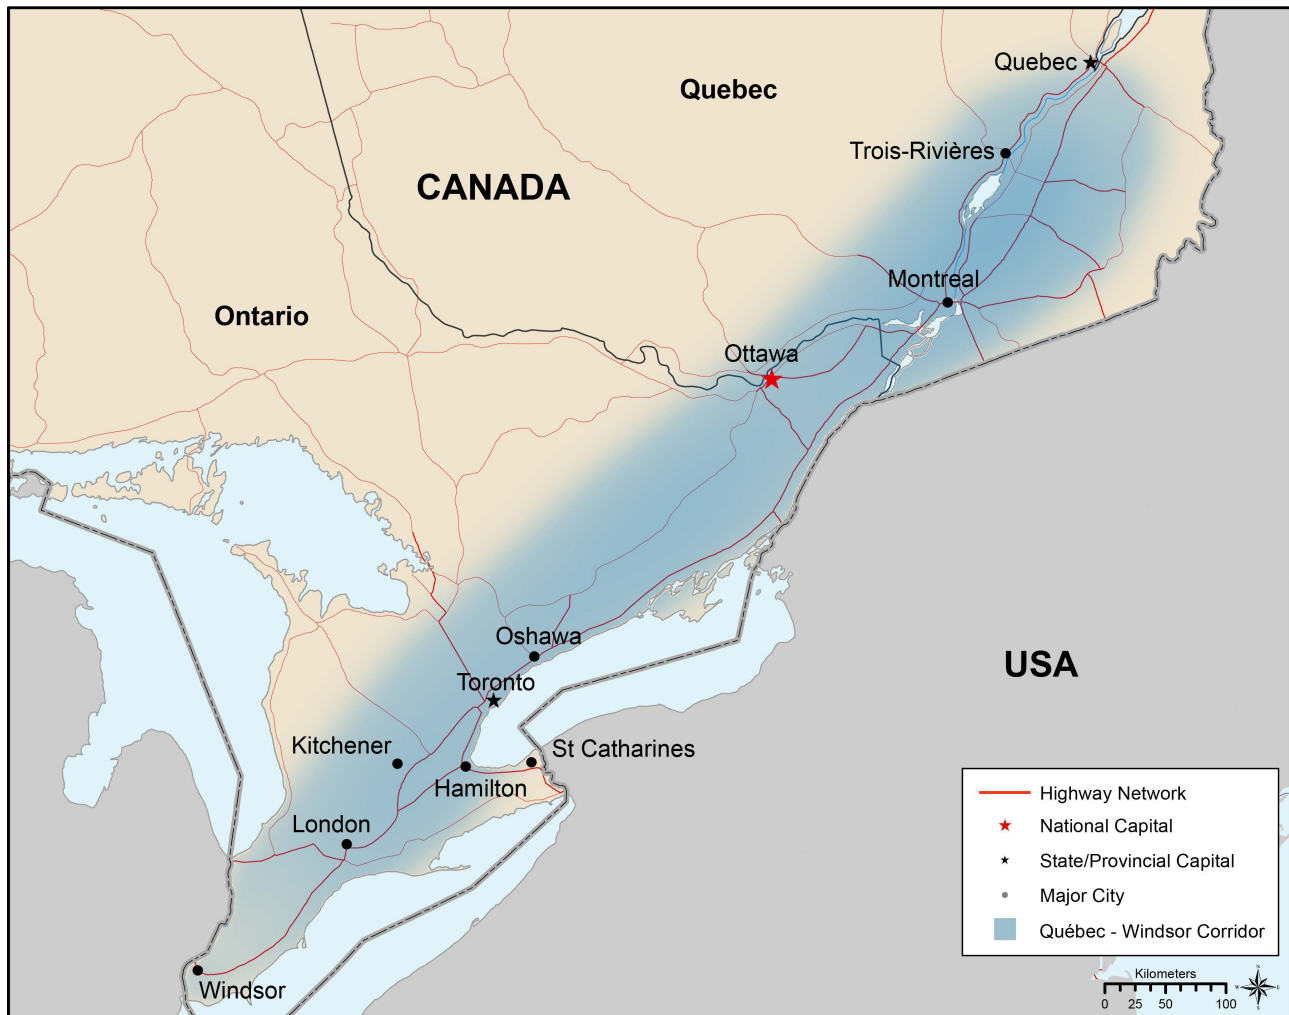 Quebec
Quebec
Trois-Rivières
CANADA
Montreal
Ontario
Ottawa
Oshawa
USA
Toronto
Kitchener
St Catharines
Hamilton
London
Windsor
Highway Network
National Capital
State/Provincial Capital
Major City
Québec - Windsor Corridor
Kilometers
0 25 50 100
N
W E
S